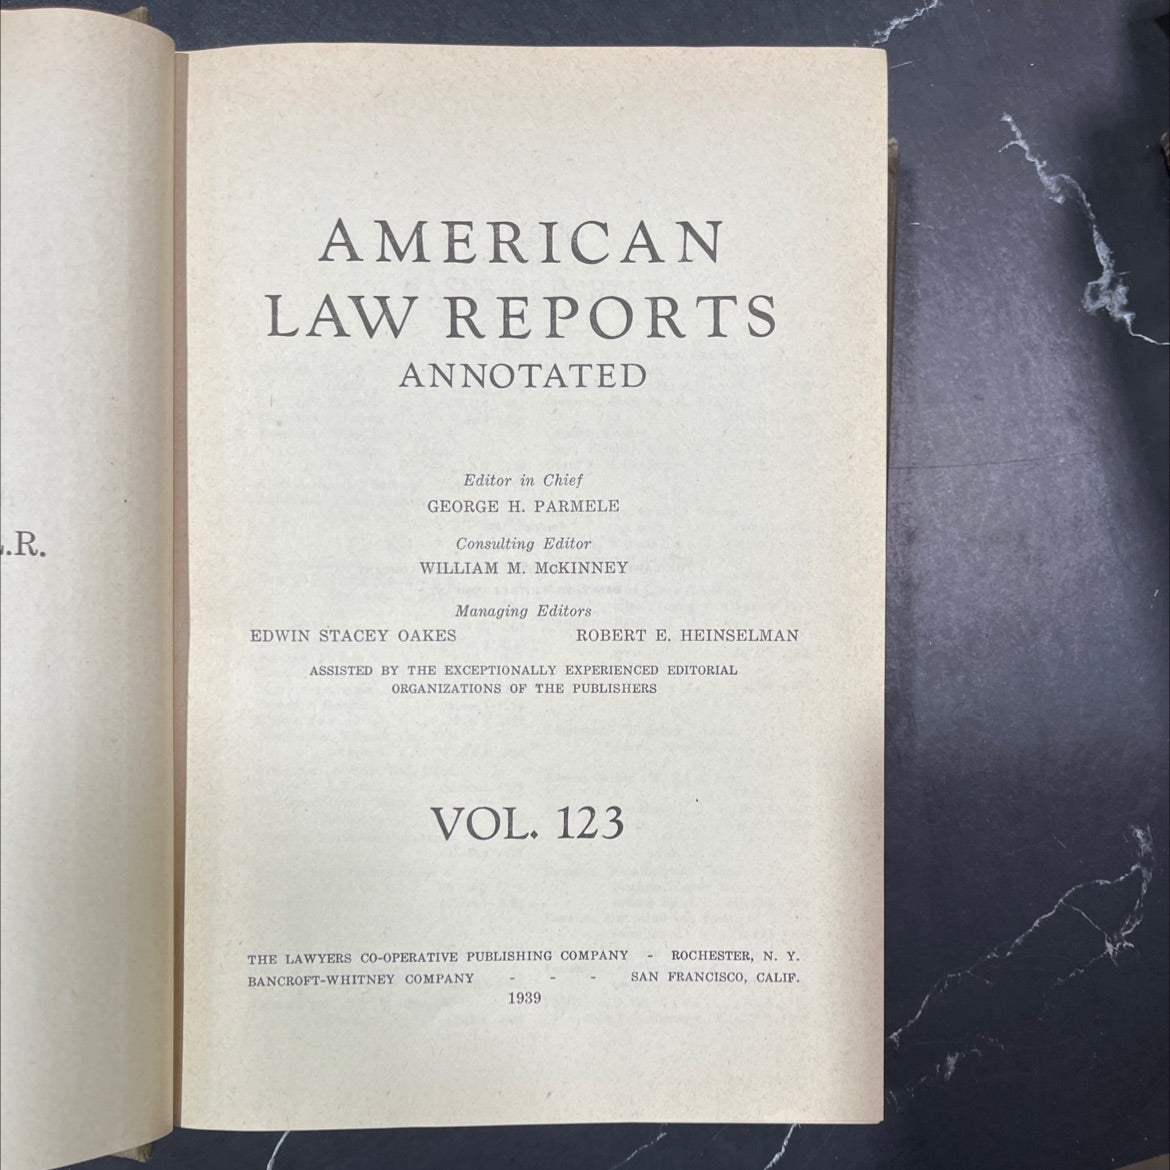 .R.
AMERICAN
LAW REPORTS
ANNOTATED
Editor in Chief
GEORGE H. PARMELE
Consulting Editor
WILLIAM M. McKINNEY
Managing Editors
EDWIN STACEY OAKES ROBERT E. HEINSELMAN
ASSISTED BY THE EXCEPTIONALLY EXPERIENCED EDITORIAL
ORGANIZATIONS OF THE PUBLISHERS
VOL. 123
THE LAWYERS CO-OPERATIVE PUBLISHING COMPANY - ROCHESTER, N. Y.
BANCROFT-WHITNEY COMPANY - - - SAN FRANCISCO, CALIF.
1939